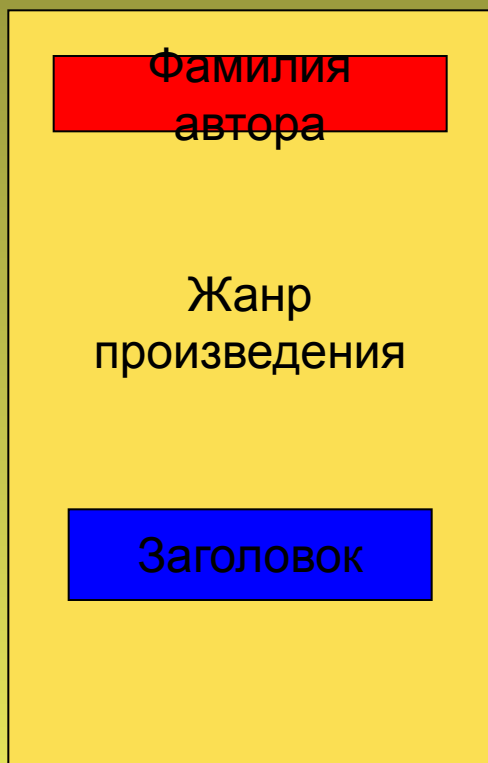 Фамилия
автора
Жанр
произведения
Заголовок